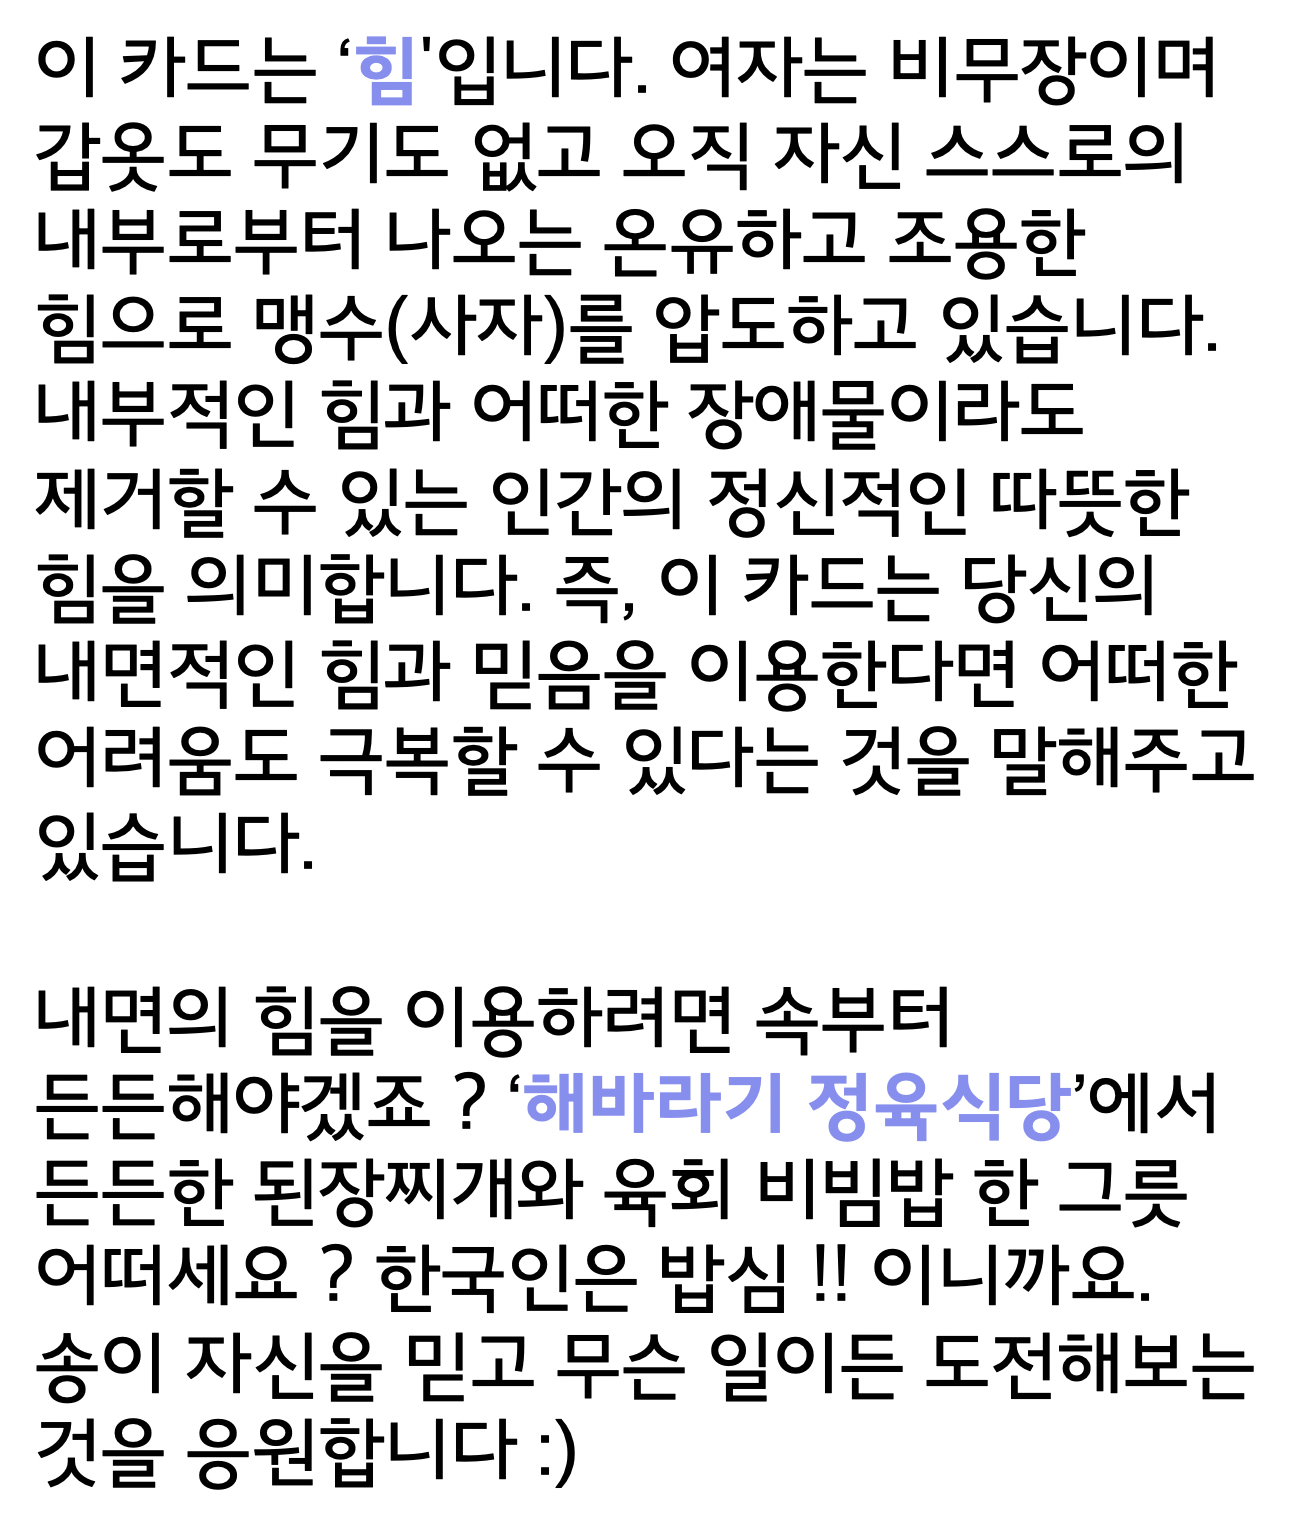 이 카드는 ‘힘'입니다. 여자는 비무장이며
갑옷도 무기도 없고 오직 자신 스스로의
내부로부터 나오는 온유하고 조용한
힘으로 맹수(사자)를 압도하고 있습니다.
내부적인 힘과 어떠한 장애물이라도
제거할 수 있는 인간의 정신적인 따뜻한
힘을 의미합니다. 즉, 이 카드는 당신의
내면적인 힘과 믿음을 이용한다면 어떠한
어려움도 극복할 수 있다는 것을 말해주고
있습니다.
내면의 힘을 이용하려면 속부터
든든해야겠죠 ? ‘해바라기 정육식당’에서
든든한 된장찌개와 육회 비빔밥 한 그릇
어떠세요 ? 한국인은 밥심 !! 이니까요.
송이 자신을 믿고 무슨 일이든 도전해보는
것을 응원합니다 :)